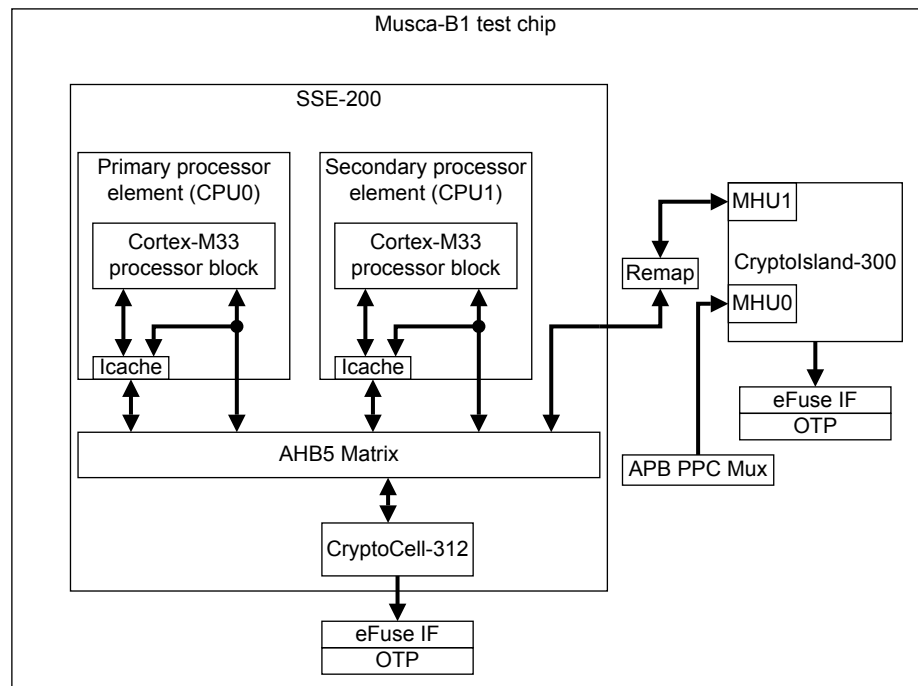 Musca-B1 test chip
SSE-200
Primary processor
element (CPU0)
Cortex-M33
processor block
Icache
Secondary processor
element (CPU1)
Cortex-M33
processor block
Icache
AHB5 Matrix
CryptoCell-312
eFuse IF
OTP
Remap
MHU1
CryptoIsland-300
MHU0
eFuse IF
OTP
APB PPC Mux